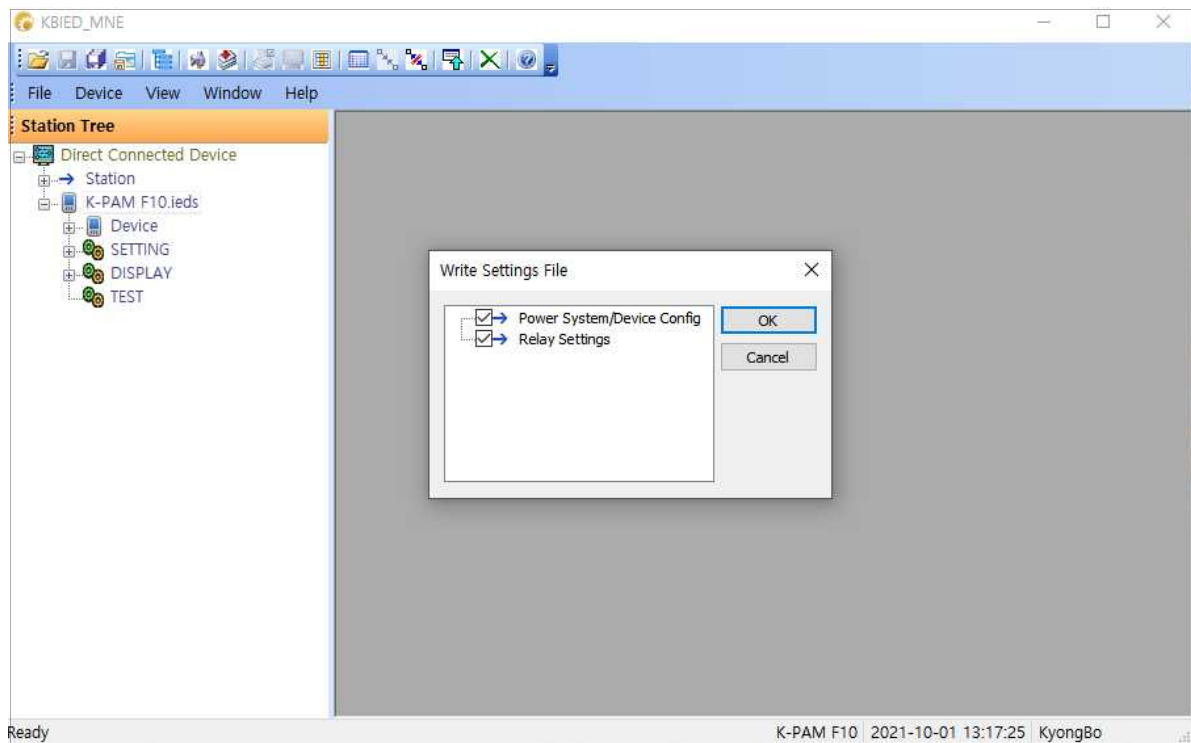 KBIED_MNE
File Device View Window Help
Station Tree
Direct Connected Device
Station
K-PAM F10.ieds
Device
SETTING
DISPLAY
TEST
Write Settings File
Power System/Device Config
Relay Settings
OK
Cancel
Ready
K-PAM F10 2021-10-01 13:17:25 KyongBo